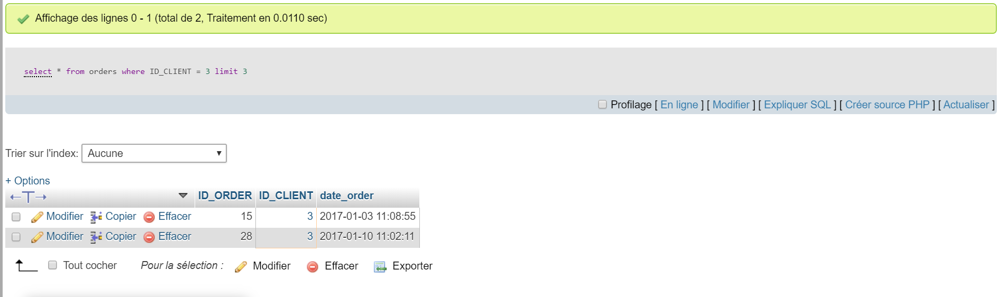 Affichage des lignes 0 - 1 (total de 2, Traitement en 0.0110 sec)
select * from orders where ID_CLIENT = 3 limit 3
Profilage [ En ligne ] [ Modifier ] [ Expliquer SQL ] [ Créer source PHP ] [ Actualiser ]
Trier sur l'index: Aucune
+ Options
ID_ORDER ID_CLIENT date_order
Modifier Copier Effacer 15 3 2017-01-03 11:08:55
Modifier Copier Effacer 28 3 2017-01-10 11:02:11
Tout cocher Pour la sélection : Modifier Effacer Exporter